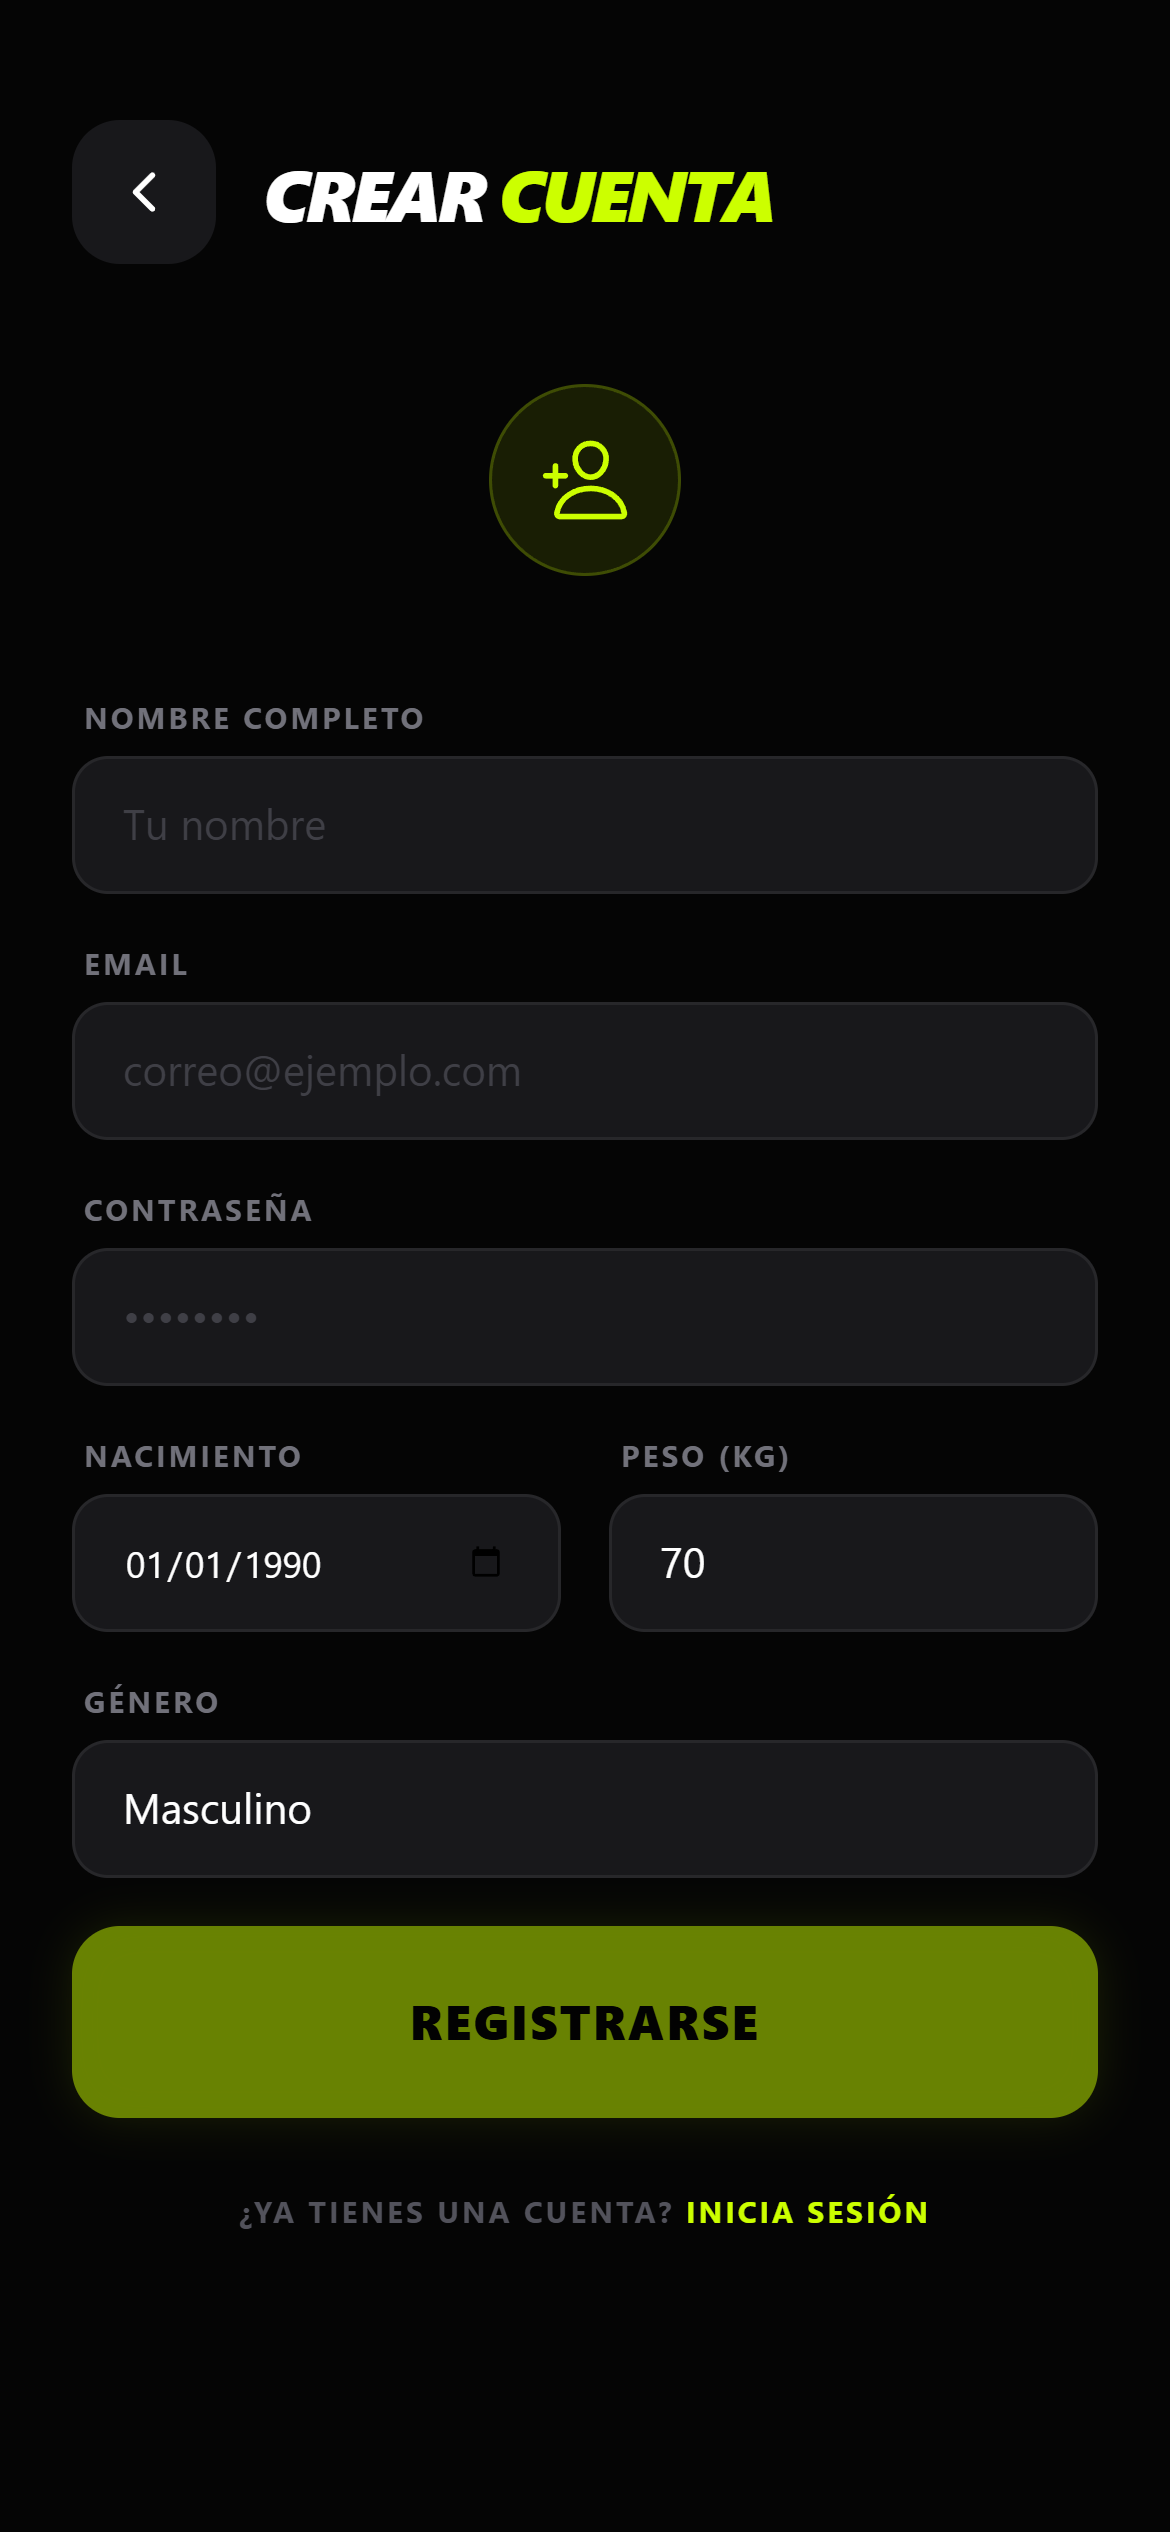 CREAR CUENTA
NOMBRE COMPLETO
Tu nombre
EMAIL
correo@ejemplo.com
CONTRASEÑA
••••••••
NACIMIENTO
PESO (KG)
01/01/1990
70
GÉNERO
Masculino
REGISTRARSE
¿YA TIENES UNA CUENTA? INICIA SESIÓN